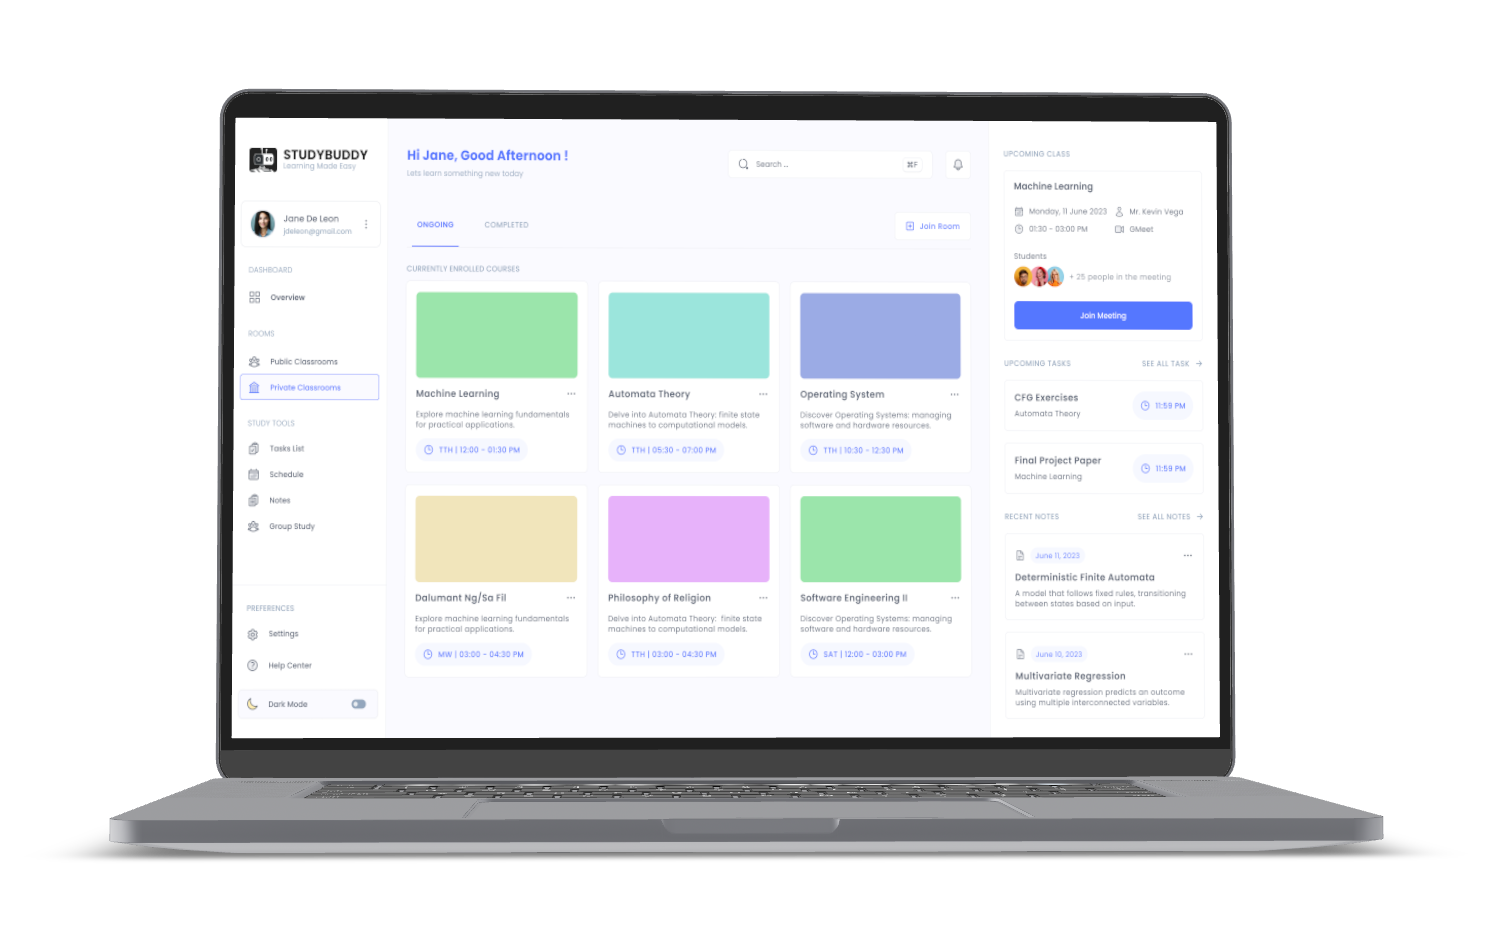 STUDYBUDDY
Learning Made Easy
Jane De Leon
jdeleon@gmail.com
DASHBOARD
Overview
ROOMS
Public Classrooms
Private Classrooms
STUDY TOOLS
Tasks List
Schedule
Notes
Group Study
PREFERENCES
Settings
Help Center
Dark Mode
Hi Jane, Good Afternoon !
Lets learn something new today
Search ..
⌘F
ONGOING
COMPLETED
Join Room
CURRENTLY ENROLLED COURSES
Machine Learning
Explore machine learning fundamentals
for practical applications.
TTH | 12:00 - 01:30 PM
Automata Theory
Delve into Automata Theory: finite state
machines to computational models.
TTH | 05:30 - 07:00 PM
Operating System
Discover Operating Systems: managing
software and hardware resources.
TTH | 10:30 - 12:30 PM
Dalumant Ng/Sa Fil
Explore machine learning fundamentals
for practical applications.
MW | 03:00 - 04:30 PM
Philosophy of Religion
Delve into Automata Theory: finite state
machines to computational models.
TTH | 03:00 - 04:30 PM
Software Engineering II
Discover Operating Systems: managing
software and hardware resources.
SAT | 12:00 - 03:00 PM
UPCOMING CLASS
Machine Learning
Monday, 11 June 2023
Mr. Kevin Vega
01:30 - 03:00 PM
GMeet
Students
+ 25 people in the meeting
Join Meeting
UPCOMING TASKS
SEE ALL TASK
CFG Exercises
Automata Theory
11:59 PM
Final Project Paper
Machine Learning
11:59 PM
RECENT NOTES
SEE ALL NOTES
June 11, 2023
Deterministic Finite Automata
A model that follows fixed rules, transitioning
between states based on input.
June 10, 2023
Multivariate Regression
Multivariate regression predicts an outcome
using multiple interconnected variables.